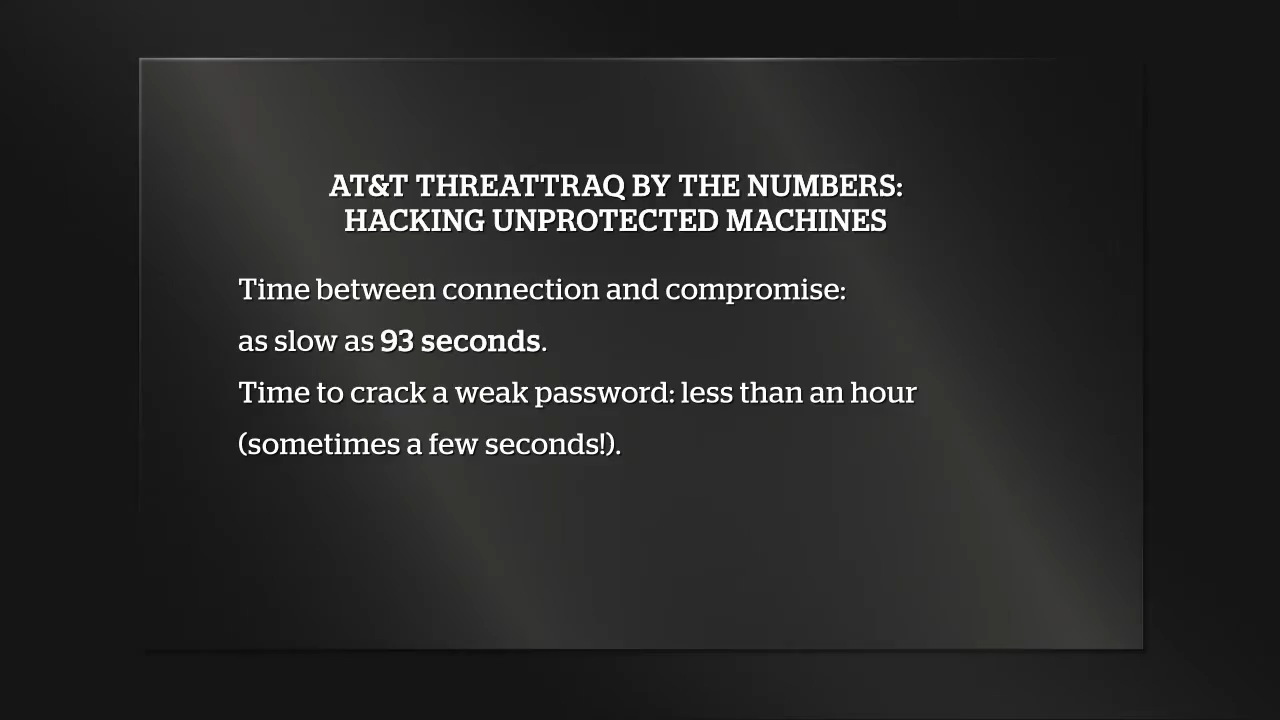 AT&T THREATTRAQ BY THE NUMBERS:
HACKING UNPROTECTED MACHINES
Time between connection and compromise:
as slow as 93 seconds.
Time to crack a weak password: less than an hour
(sometimes a few seconds!).